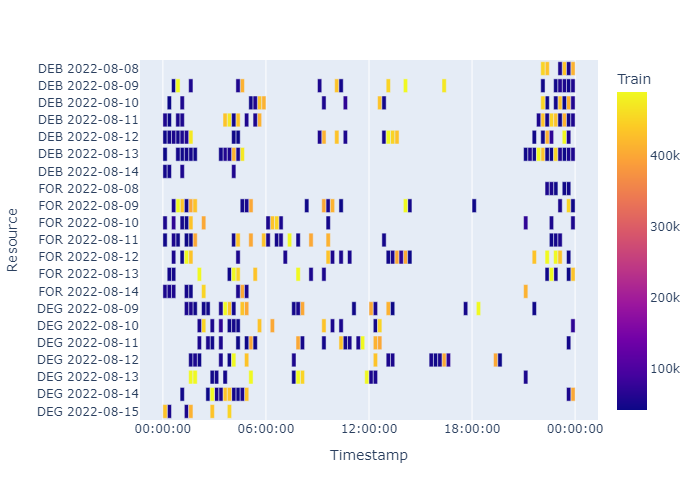 DEB 2022-08-08
DEB 2022-08-09
DEB 2022-08-10
DEB 2022-08-11
DEB 2022-08-12
DEB 2022-08-13
DEB 2022-08-14
FOR 2022-08-08
FOR 2022-08-09
FOR 2022-08-10
FOR 2022-08-11
FOR 2022-08-12
FOR 2022-08-13
FOR 2022-08-14
DEG 2022-08-09
DEG 2022-08-10
DEG 2022-08-11
DEG 2022-08-12
DEG 2022-08-13
DEG 2022-08-14
DEG 2022-08-15
Resource
00:00:00 06:00:00 12:00:00 18:00:00 00:00:00
Timestamp
Train
400k
300k
200k
100k